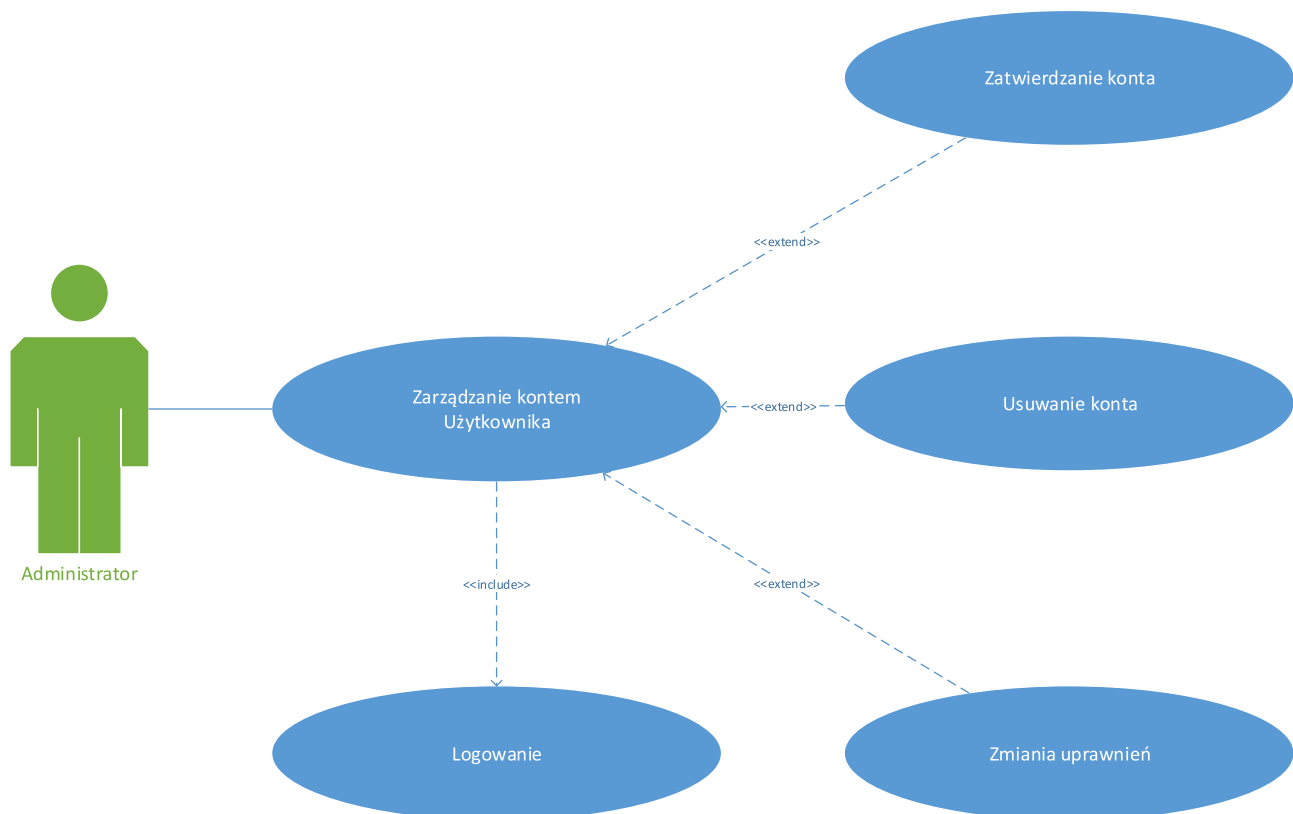 Zatwierdzanie konta
<<extend>>
Zarządzanie kontem
Użytkownika
<<extend>>
Usuwanie konta
Administrator
<<include>>
<<extend>>
Logowanie
Zmiania uprawnień